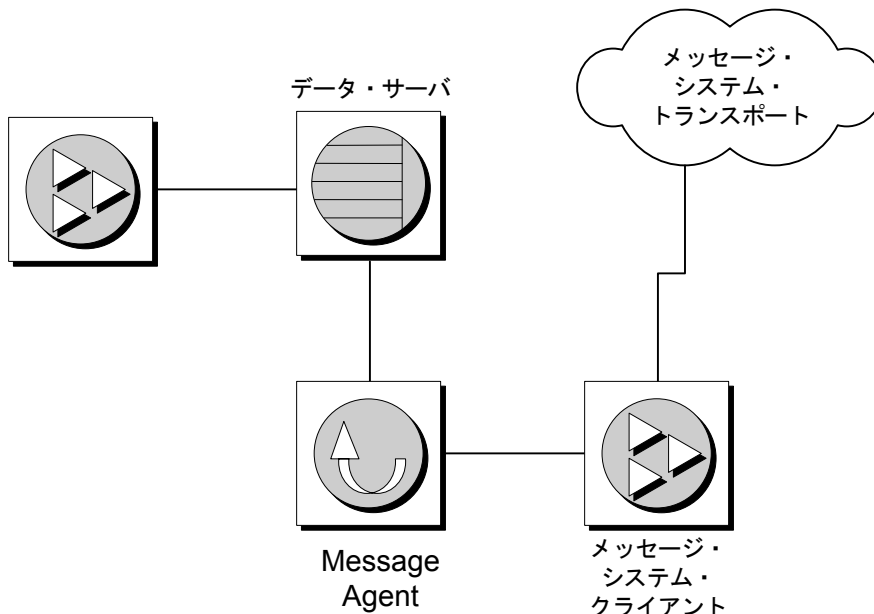 メッセージ・
システム・
トランスポート
データ・サーバ
Message
Agent
メッセージ・
システム・
クライアント